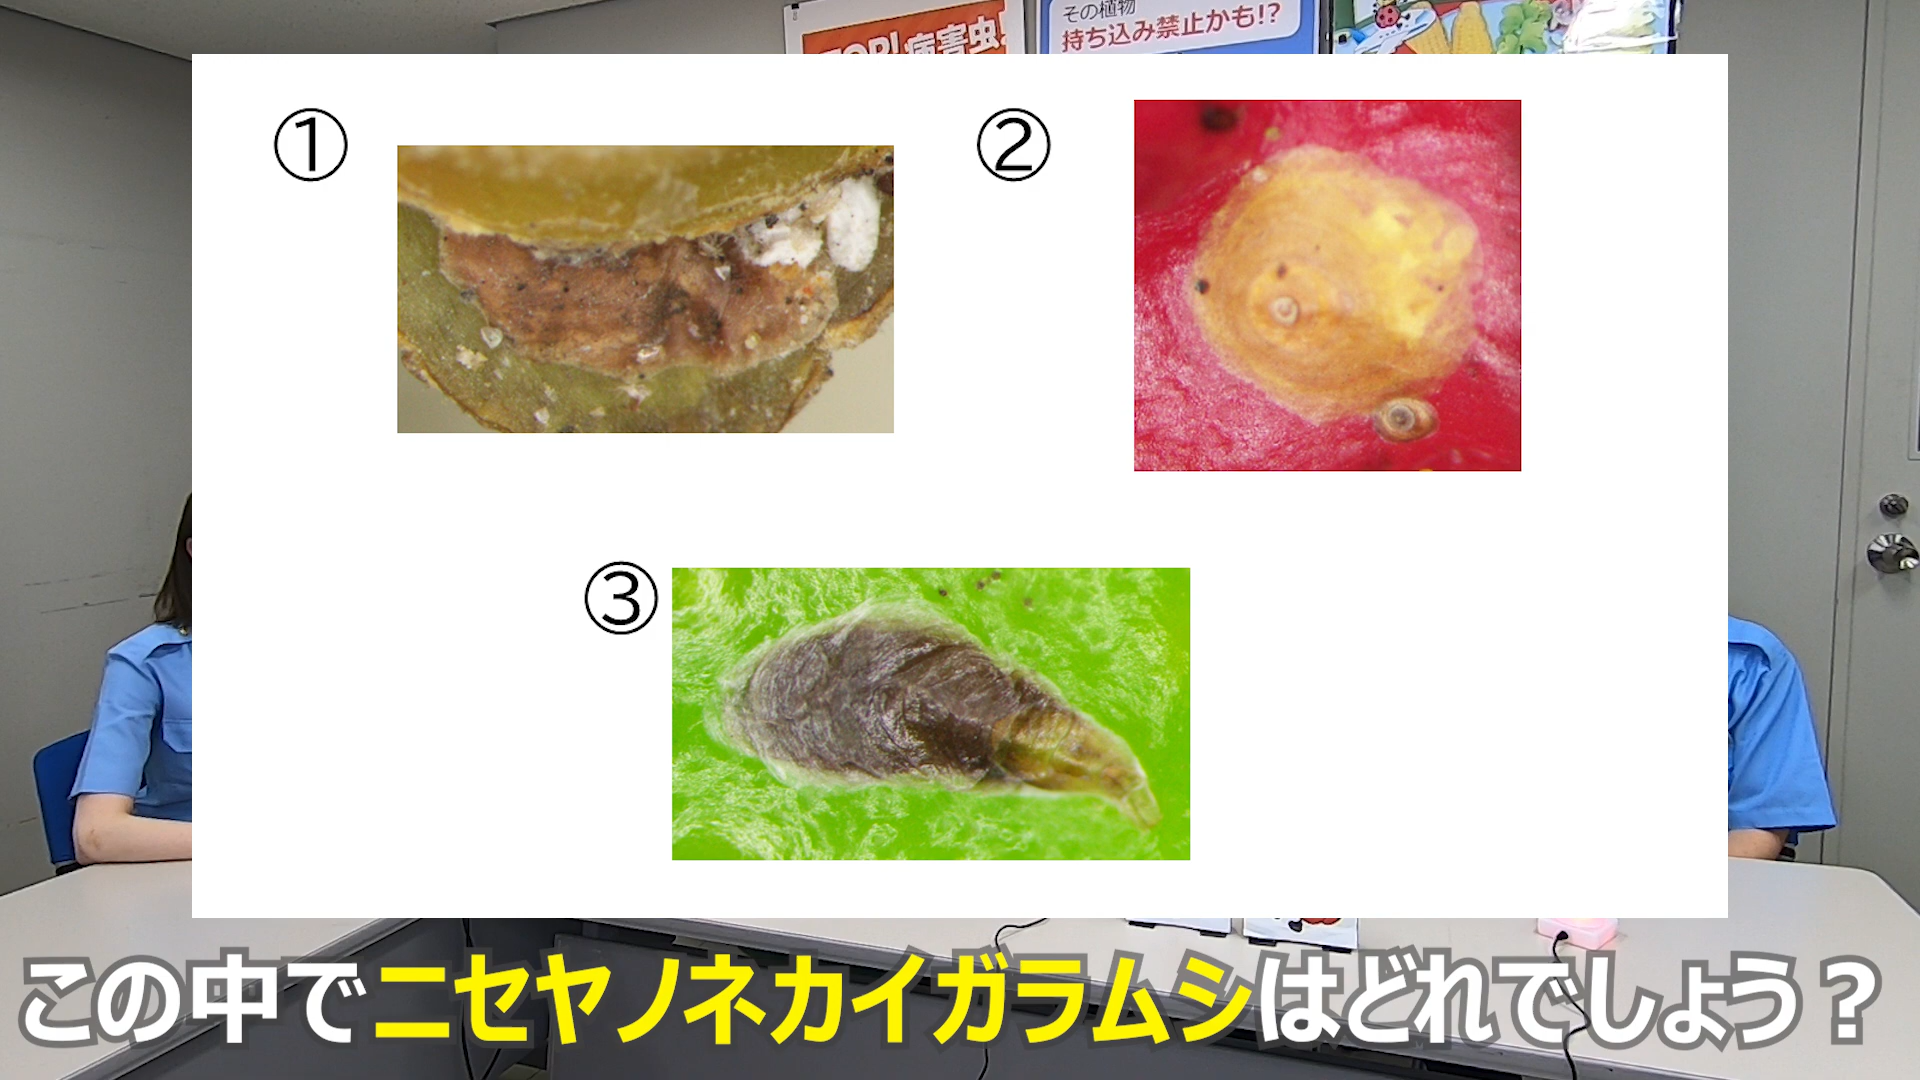 病害虫!
その植物
持ち込み禁止かも!?
①
②
③
この中でニセヤノネカイガラムシはどれでしょう?